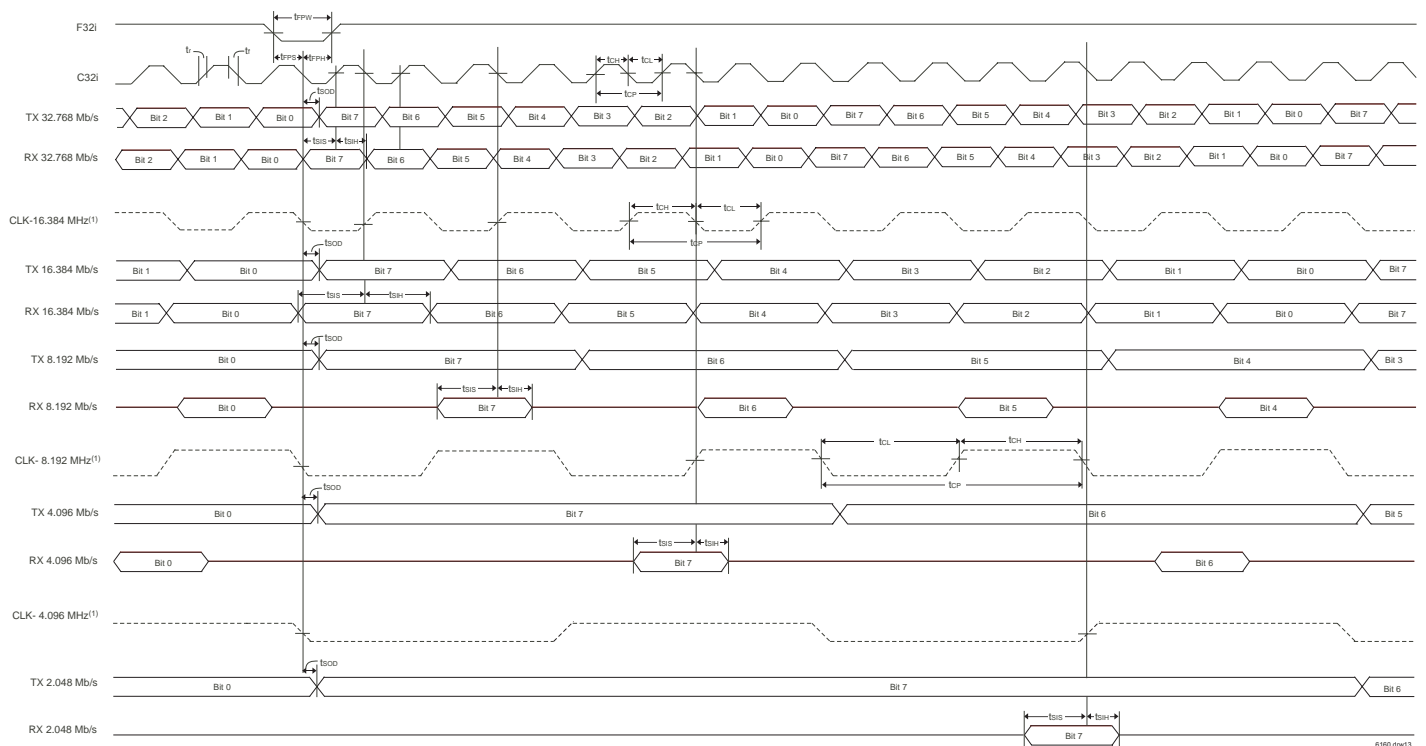 F32i
tFPW
tr
tf
tFPS
tFPH
tCH
tCL
C32i
tSOD
tCP
TX 32.768 Mb/s
Bit 2
Bit 1
Bit 0
Bit 7
Bit 6
Bit 5
Bit 4
Bit 3
Bit 2
Bit 1
Bit 0
Bit 7
Bit 6
Bit 5
Bit 4
Bit 3
Bit 2
Bit 1
Bit 0
Bit 7
tSIS
tSIH
RX 32.768 Mb/s
Bit 2
Bit 1
Bit 0
Bit 7
Bit 6
Bit 5
Bit 4
Bit 3
Bit 2
Bit 1
Bit 0
Bit 7
Bit 6
Bit 5
Bit 4
Bit 3
Bit 2
Bit 1
Bit 0
Bit 7
tCH
tCL
CLK-16.384 MHz(1)
tSOD
tCP
TX 16.384 Mb/s
Bit 1
Bit 0
Bit 7
Bit 6
Bit 5
Bit 4
Bit 3
Bit 2
Bit 1
Bit 0
Bit 7
tSIS
tSIH
RX 16.384 Mb/s
Bit 1
Bit 0
Bit 7
Bit 6
Bit 5
Bit 4
Bit 3
Bit 2
Bit 1
Bit 0
Bit 7
tSOD
TX 8.192 Mb/s
Bit 0
Bit 7
Bit 6
Bit 5
Bit 4
Bit 3
tSIS
tSIH
RX 8.192 Mb/s
Bit 0
Bit 7
Bit 6
Bit 5
Bit 4
tCL
tCH
CLK- 8.192 MHz(1)
tSOD
tCP
TX 4.096 Mb/s
Bit 0
Bit 7
Bit 6
Bit 5
tSIS
tSIH
RX 4.096 Mb/s
Bit 0
Bit 7
Bit 6
CLK- 4.096 MHz(1)
tSOD
TX 2.048 Mb/s
Bit 0
Bit 7
Bit 6
tSIS
tSIH
RX 2.048 Mb/s
Bit 7
6160 drw13